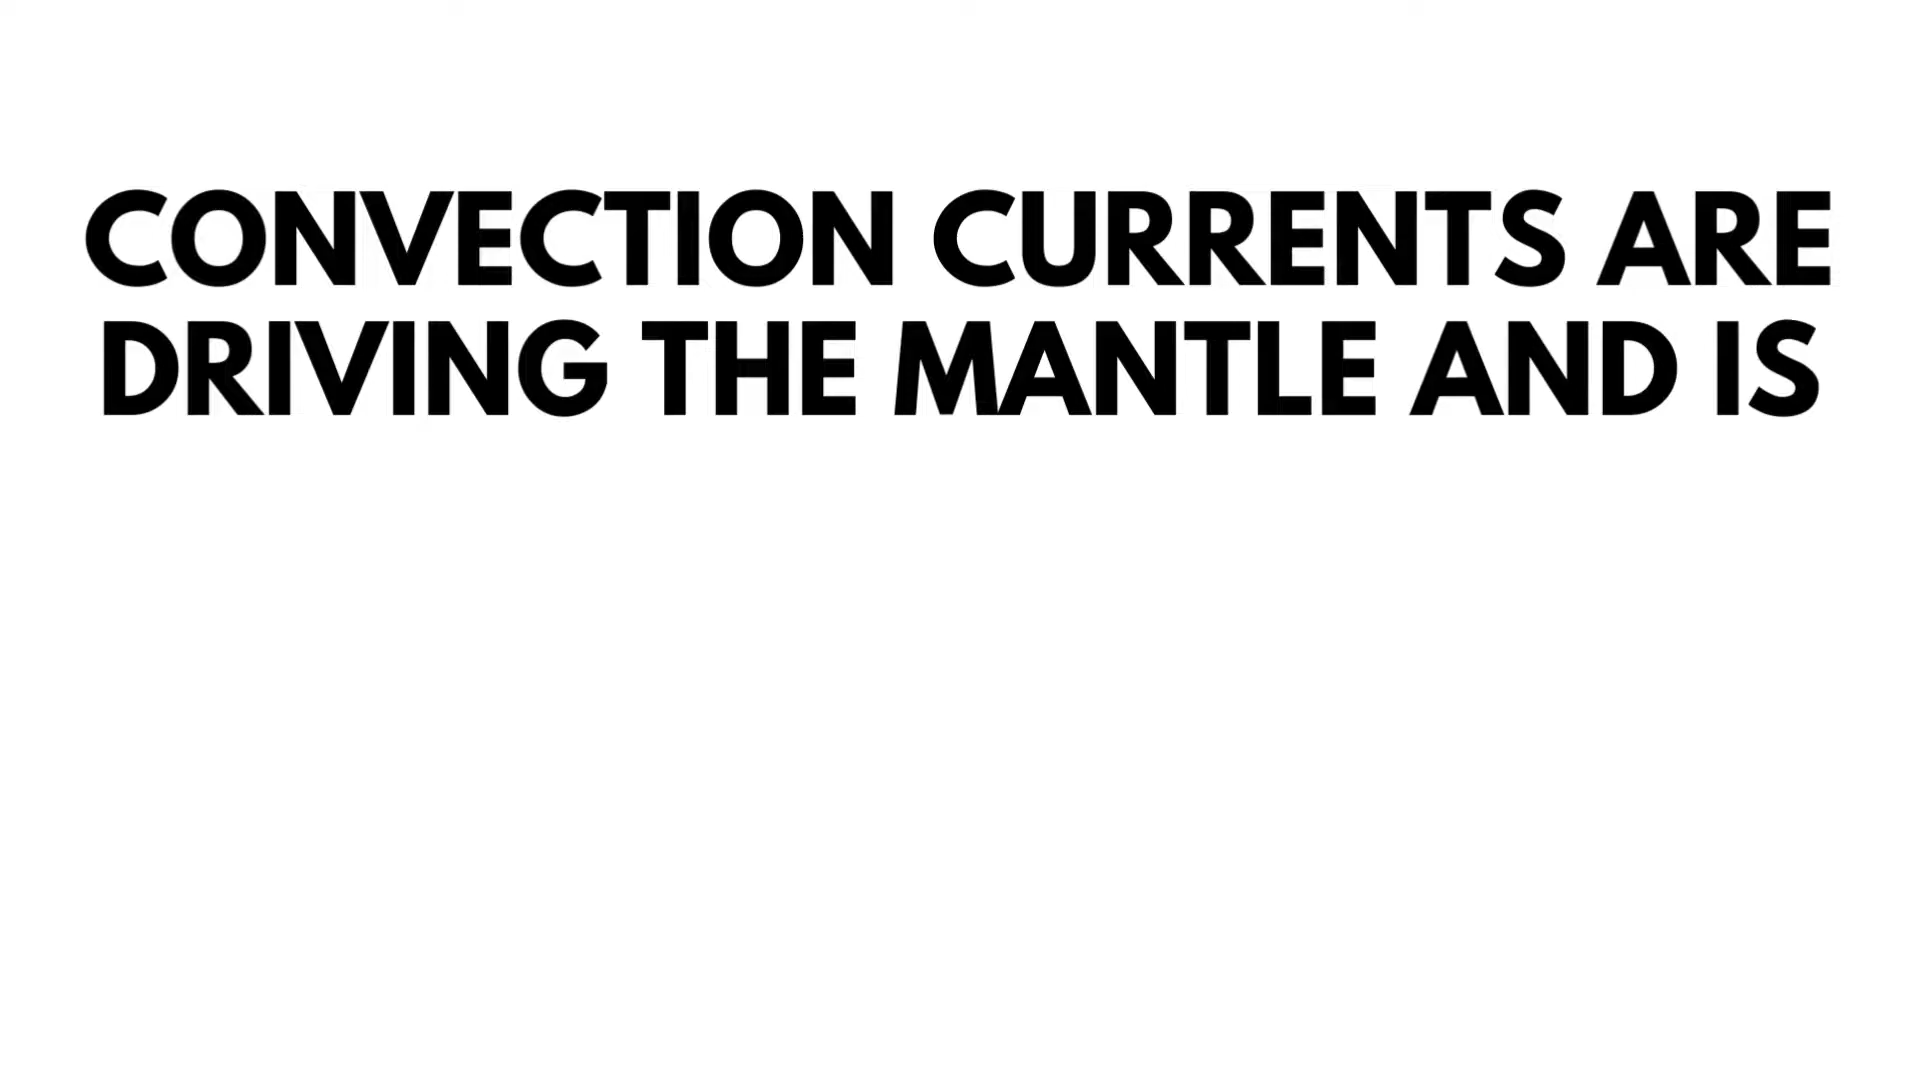 CONVECTION CURRENTS ARE
DRIVING THE MANTLE AND IS